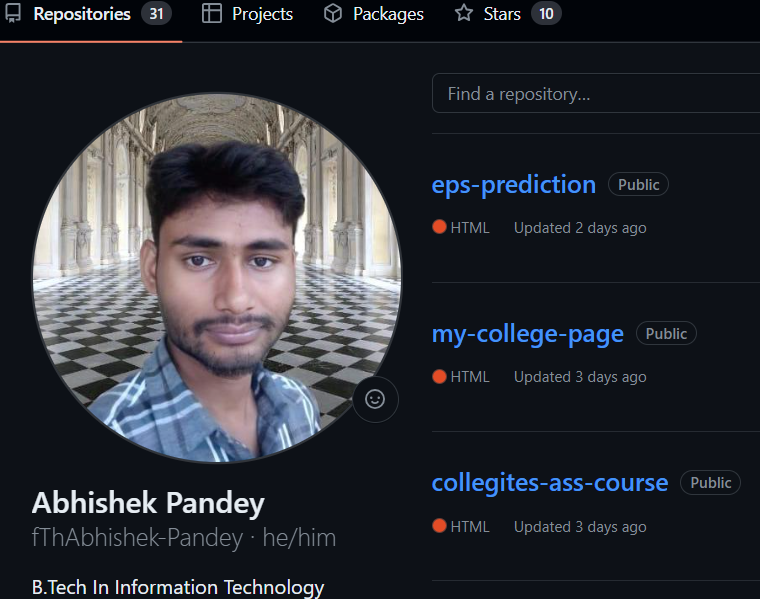 Repositories 31 Projects Packages Stars 10
Find a repository...
eps-prediction Public
HTML Updated 2 days ago
my-college-page Public
HTML Updated 3 days ago
collegites-ass-course Public
HTML Updated 3 days ago
Abhishek Pandey
fThAbhishek-Pandey · he/him
B.Tech In Information Technology